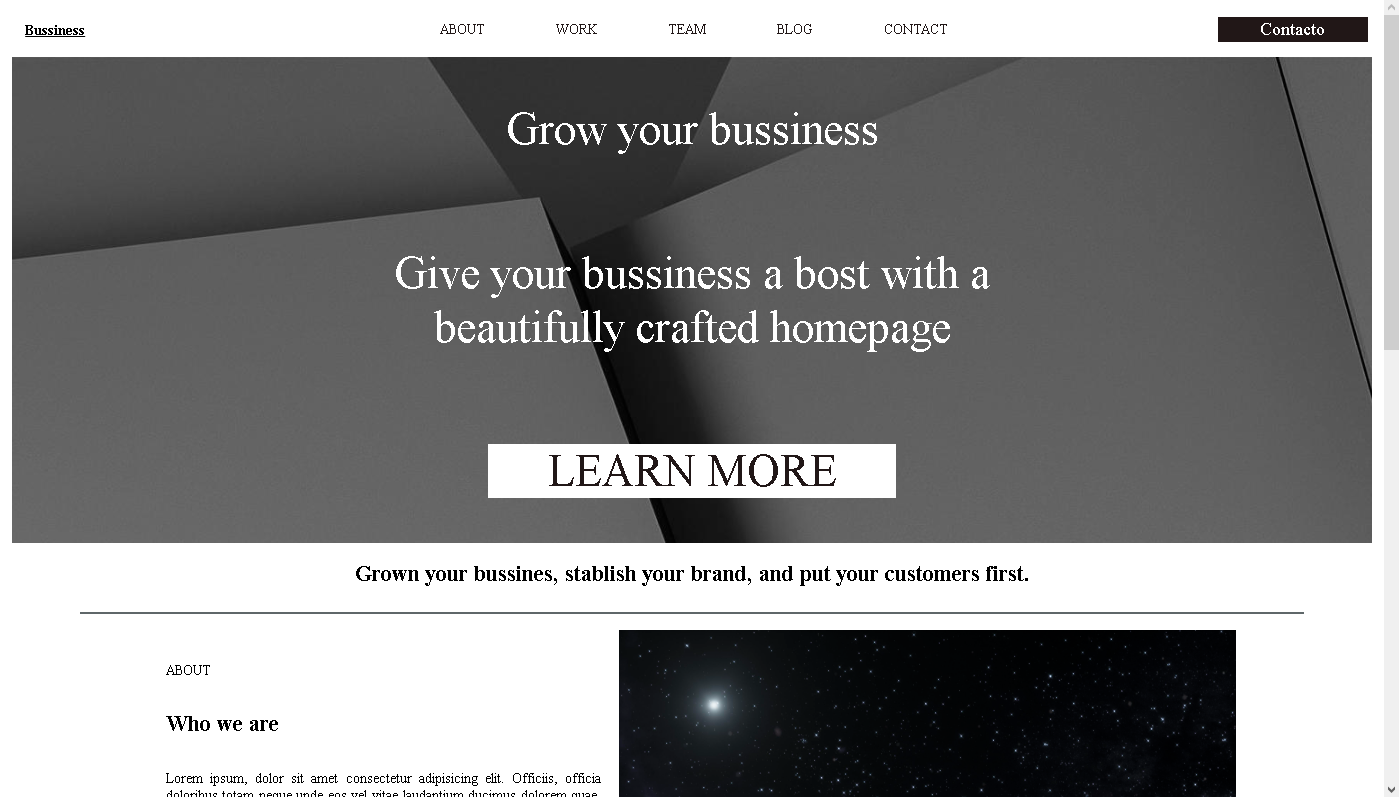 Bussiness
ABOUT WORK TEAM BLOG CONTACT
Contacto
Grow your bussiness
Give your bussiness a bost with a
beautifully crafted homepage
LEARN MORE
Grown your bussines, stablish your brand, and put your customers first.
ABOUT
Who we are
Lorem ipsum, dolor sit amet consectetur adipisicing elit. Officiis, officia
doloribus totam neque unde eos vel vitae laudantium ducimus dolorem quae.